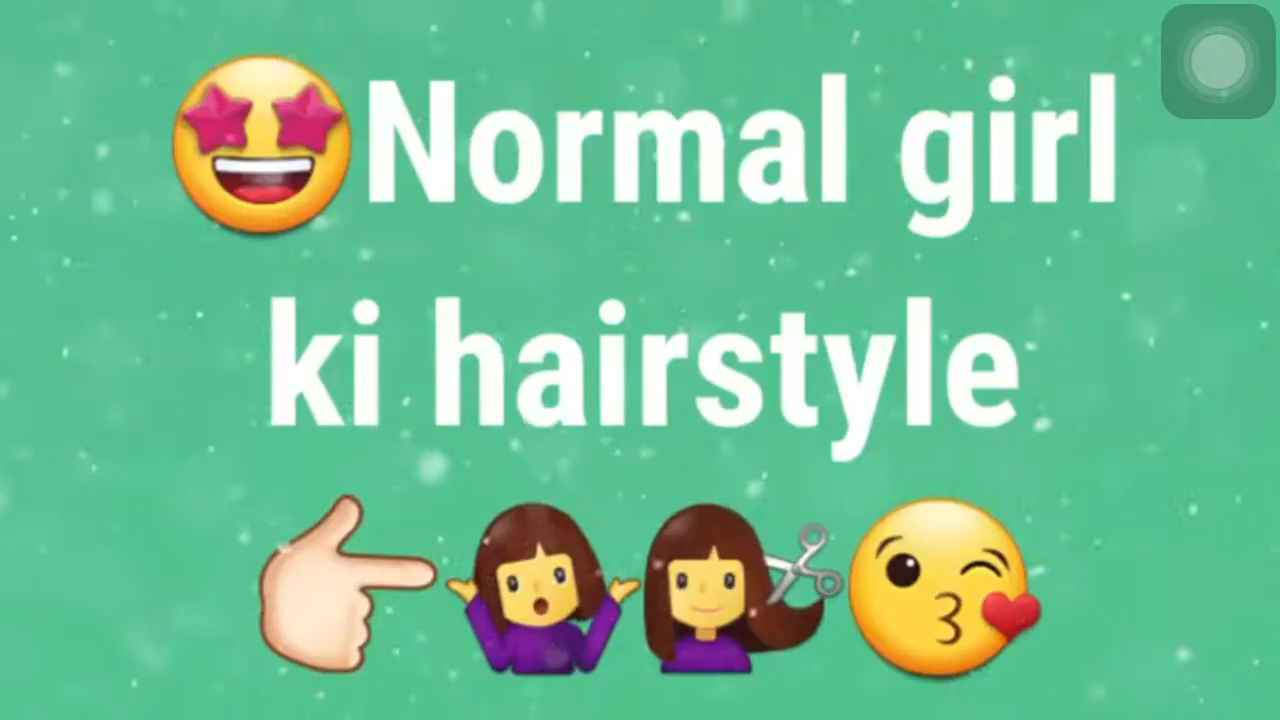 🤩Normal girl
ki hairstyle
👉🤷‍♀️💇‍♀️😘